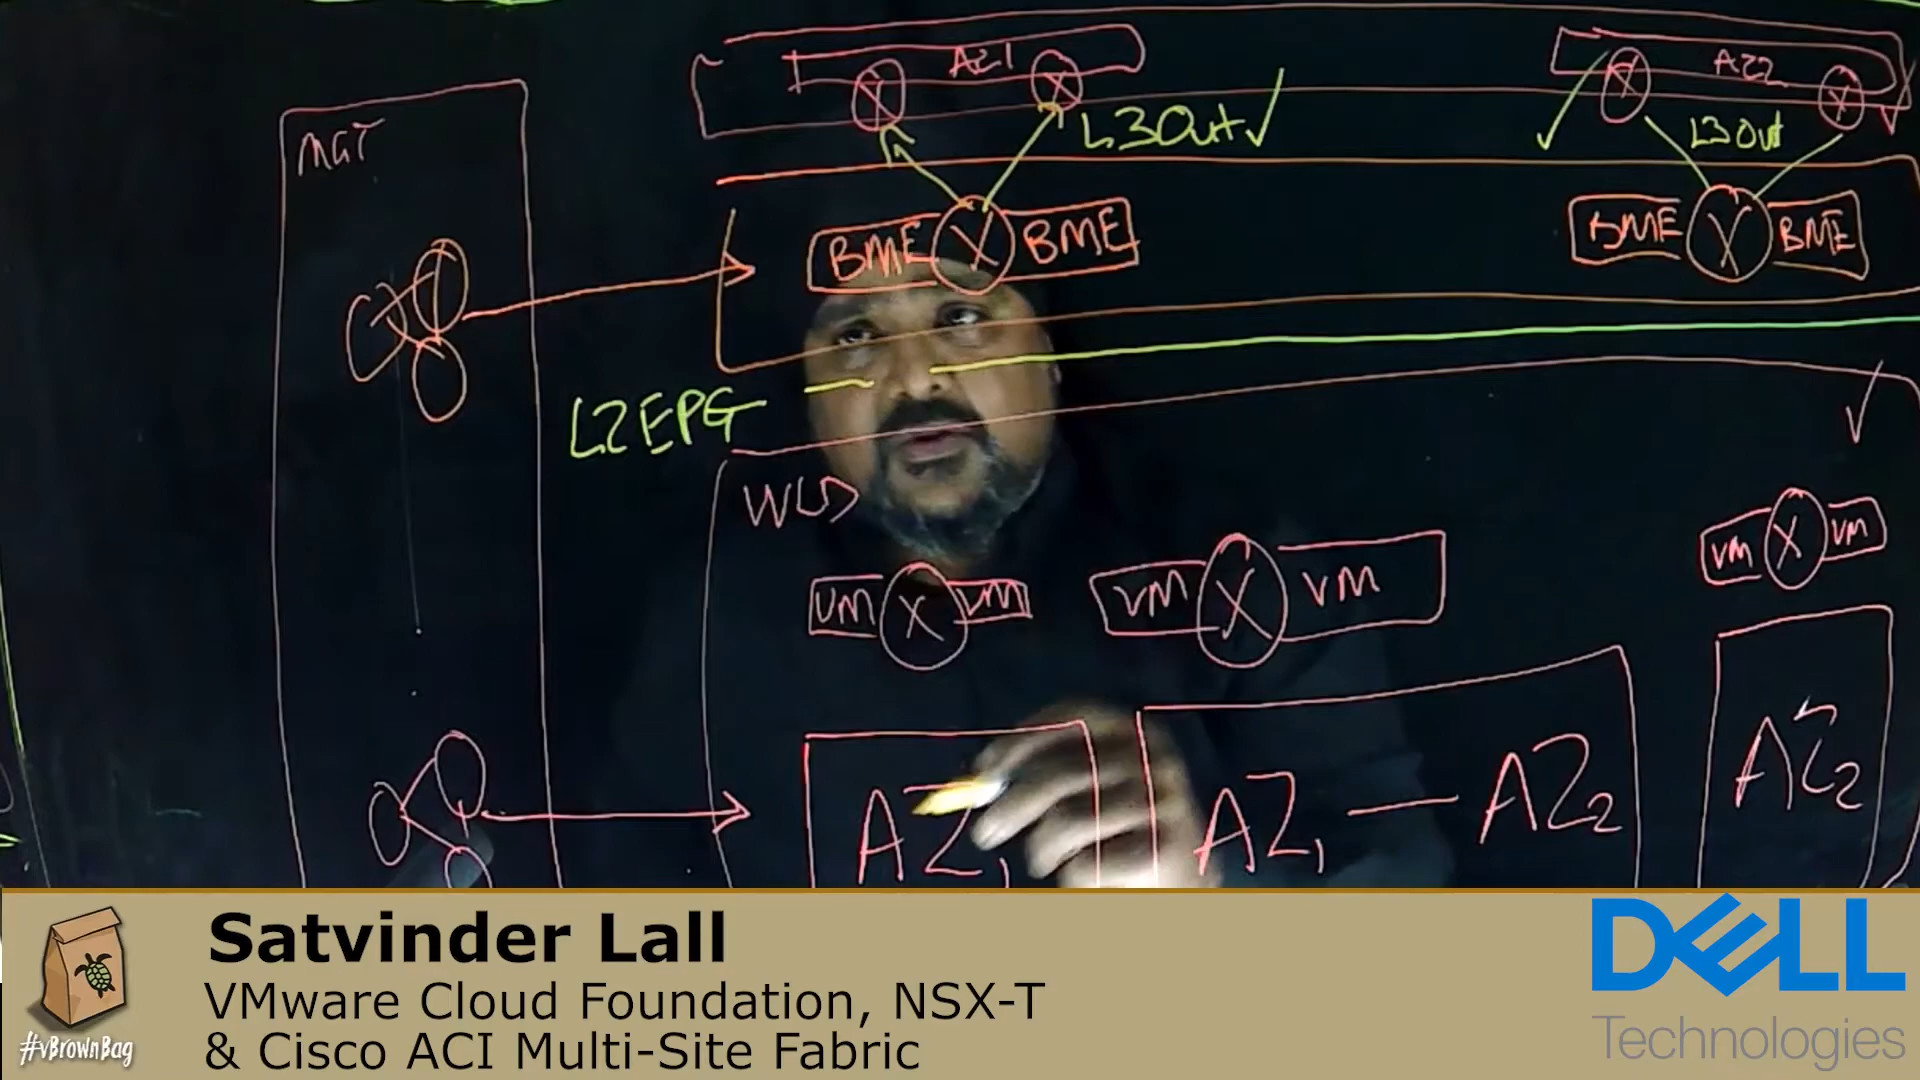 AZ1
AZ2
MGT
L3Out
L3Out
BME X BME
BME X BME
L2EPG
WLD
VM X VM
VM X VM
VM X VM
AZ1
AZ1 — AZ2
AZ2
Satvinder Lall
VMware Cloud Foundation, NSX-T
& Cisco ACI Multi-Site Fabric
#vBrownBag
DELL
Technologies